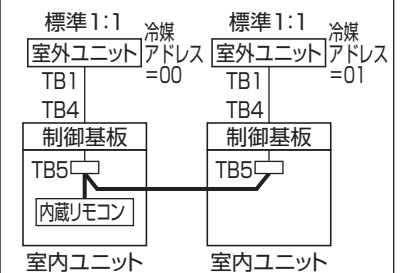 標準1:1
冷媒
アドレス
=00
室外ユニット
TB1
TB4
制御基板
TB5
内蔵リモコン
室内ユニット
標準1:1
冷媒
アドレス
=01
室外ユニット
TB1
TB4
制御基板
TB5
室内ユニット